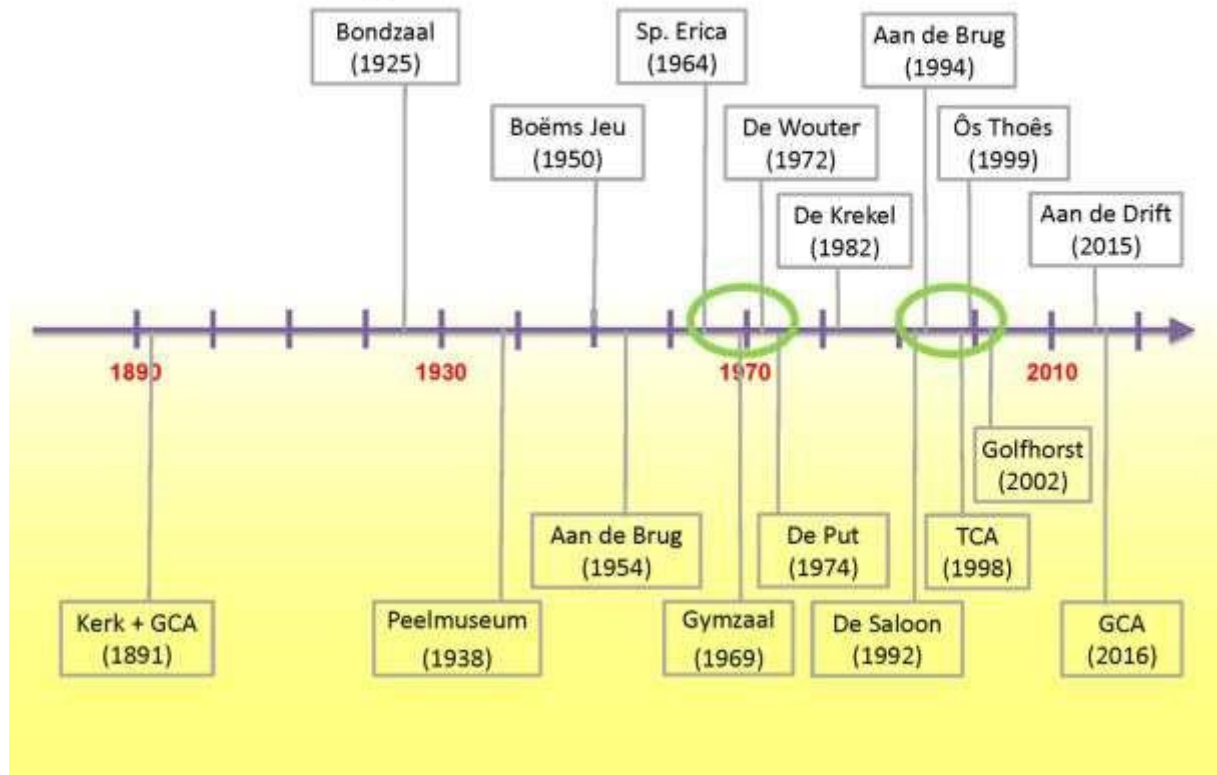 Bondzaal
(1925)
Sp. Erica
(1964)
Aan de Brug
(1994)
Boëms Jeu
(1950)
De Wouter
(1972)
Ôs Thoês
(1999)
De Krekel
(1982)
Aan de Drift
(2015)
1890
1930
1970
2010
Golfhorst
(2002)
Aan de Brug
(1954)
De Put
(1974)
TCA
(1998)
Kerk + GCA
(1891)
Peelmuseum
(1938)
Gymzaal
(1969)
De Saloon
(1992)
GCA
(2016)